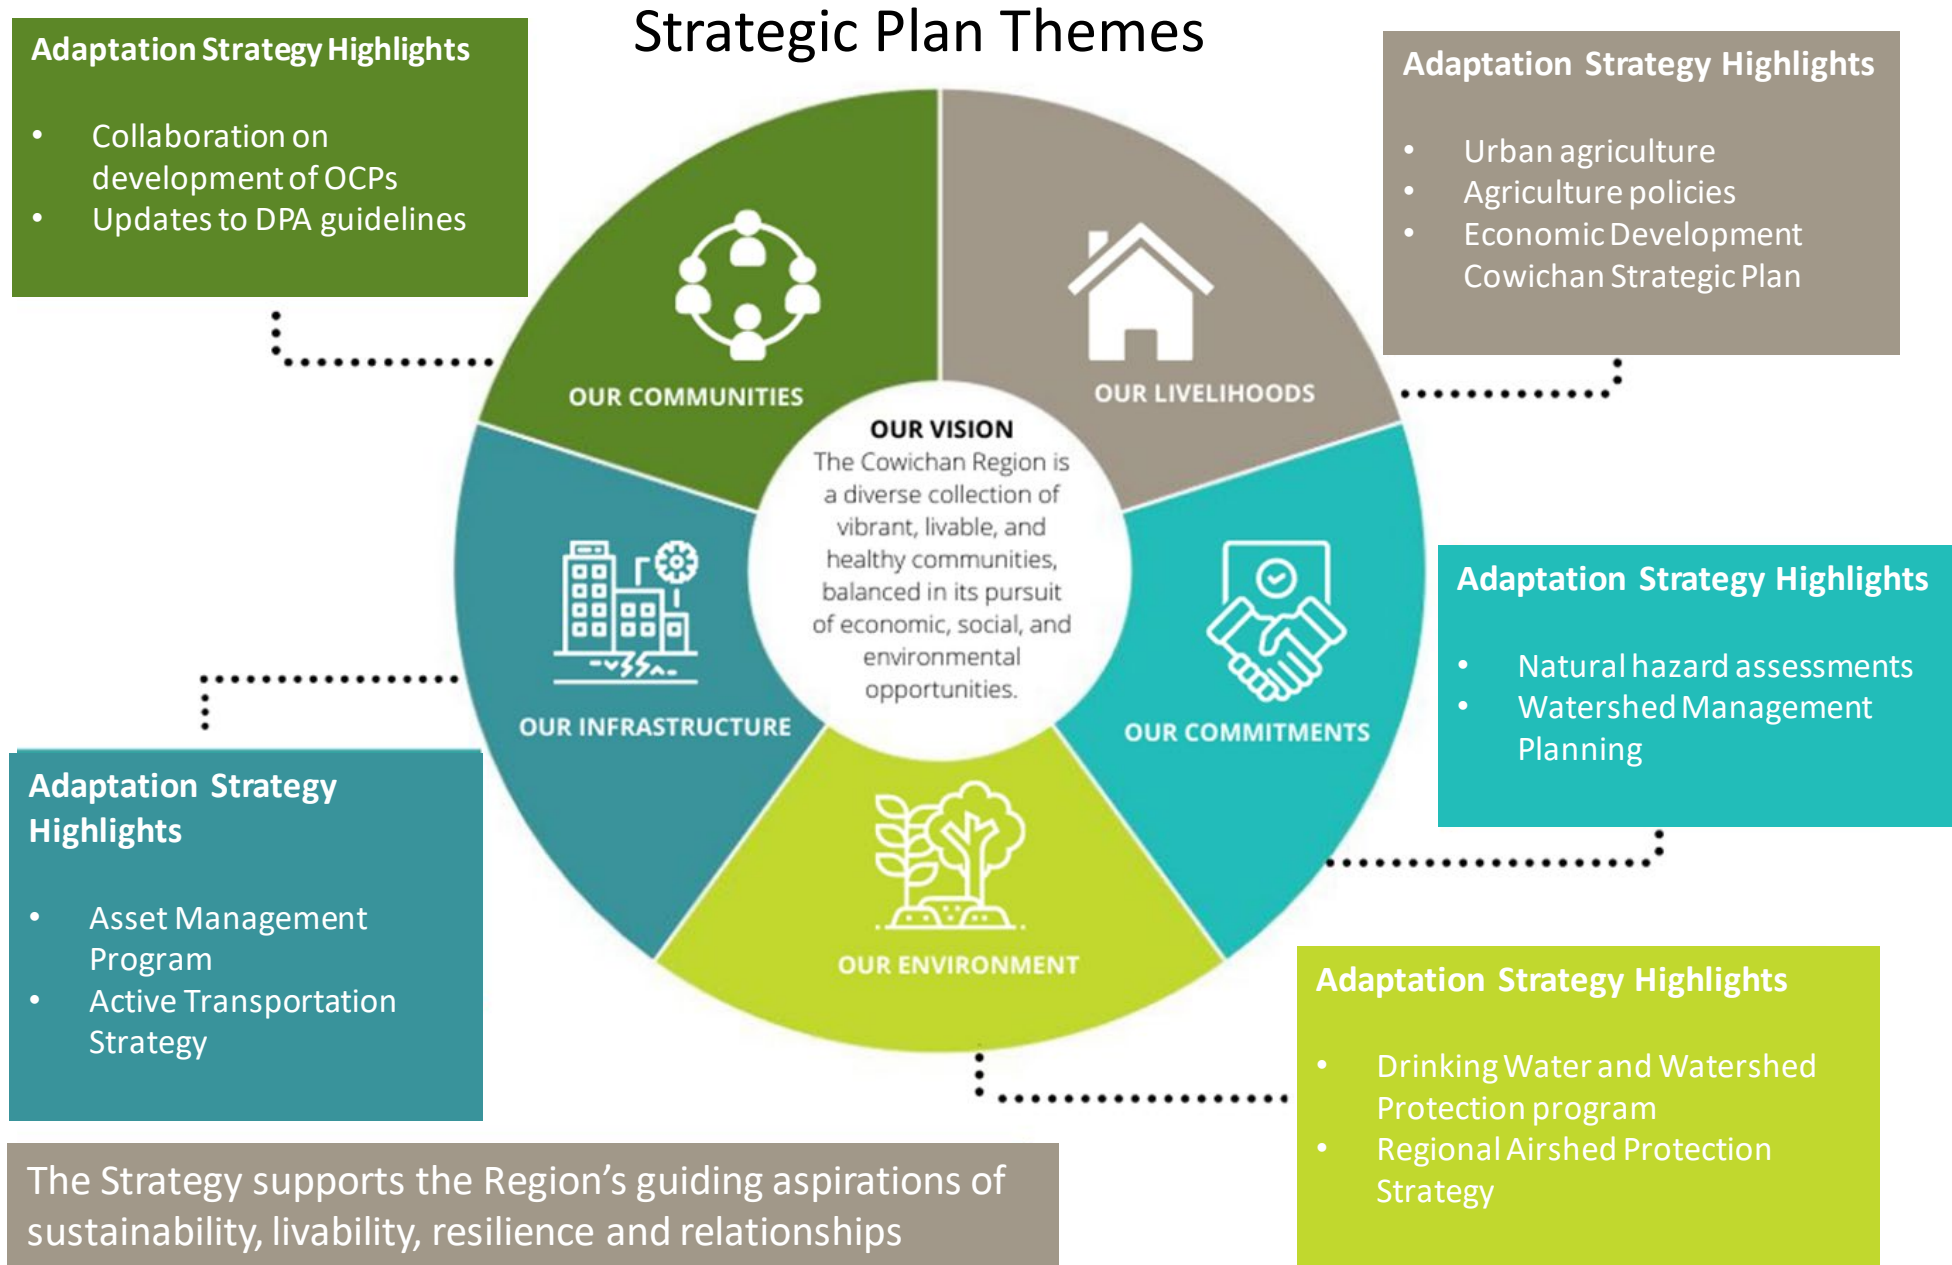 Strategic Plan Themes
Adaptation Strategy Highlights
• Collaboration on
development of OCPs
• Updates to DPA guidelines
Adaptation Strategy Highlights
• Urban agriculture
• Agriculture policies
• Economic Development
Cowichan Strategic Plan
OUR COMMUNITIES
OUR LIVELIHOODS
OUR VISION
The Cowichan Region is
a diverse collection of
vibrant, livable, and
healthy communities,
balanced in its pursuit
of economic, social, and
environmental
opportunities.
OUR INFRASTRUCTURE
OUR COMMITMENTS
OUR ENVIRONMENT
Adaptation Strategy Highlights
• Natural hazard assessments
• Watershed Management
Planning
Adaptation Strategy
Highlights
• Asset Management
Program
• Active Transportation
Strategy
Adaptation Strategy Highlights
• Drinking Water and Watershed
Protection program
• Regional Airshed Protection
Strategy
The Strategy supports the Region’s guiding aspirations of
sustainability, livability, resilience and relationships